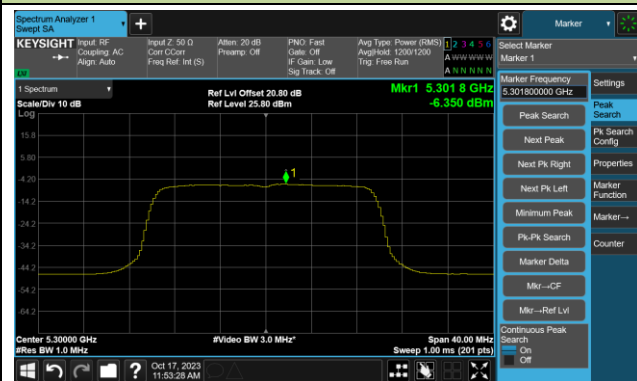 Spectrum Analyzer 1
Swept SA
+
Marker
KEYSIGHT
Input: RF
Coupling: AC
Align: Auto
Input Z: 50 Ω
Corr CCorr
Freq Ref: Int (S)
Atten: 20 dB
Preamp: Off
PNO: Fast
Gate: Off
IF Gain: Low
Sig Track: Off
Avg Type: Power (RMS)
Avg|Hold: 1200/1200
Trig: Free Run
1 2 3 4 5 6
A W W W W W
A N N N N N
Select Marker
Marker 1
1 Spectrum
Scale/Div 10 dB
Log
Ref Lvl Offset 20.80 dB
Ref Level 25.80 dBm
Mkr1 5.301 8 GHz
-6.350 dBm
15.8
5.80
-4.20
-14.2
-24.2
-34.2
-44.2
-54.2
-64.2
1
Center 5.30000 GHz
#Res BW 1.0 MHz
#Video BW 3.0 MHz*
Span 40.00 MHz
Sweep 1.00 ms (201 pts)
Marker Frequency
5.301800000 GHz
Peak Search
Next Peak
Next Pk Right
Next Pk Left
Minimum Peak
Pk-Pk Search
Marker Delta
Mkr→CF
Mkr→Ref Lvl
Continuous Peak
Search
On
Off
Settings
Peak
Search
Pk Search
Config
Properties
Marker
Function
Marker→
Counter
?
Oct 17, 2023
11:53:28 AM